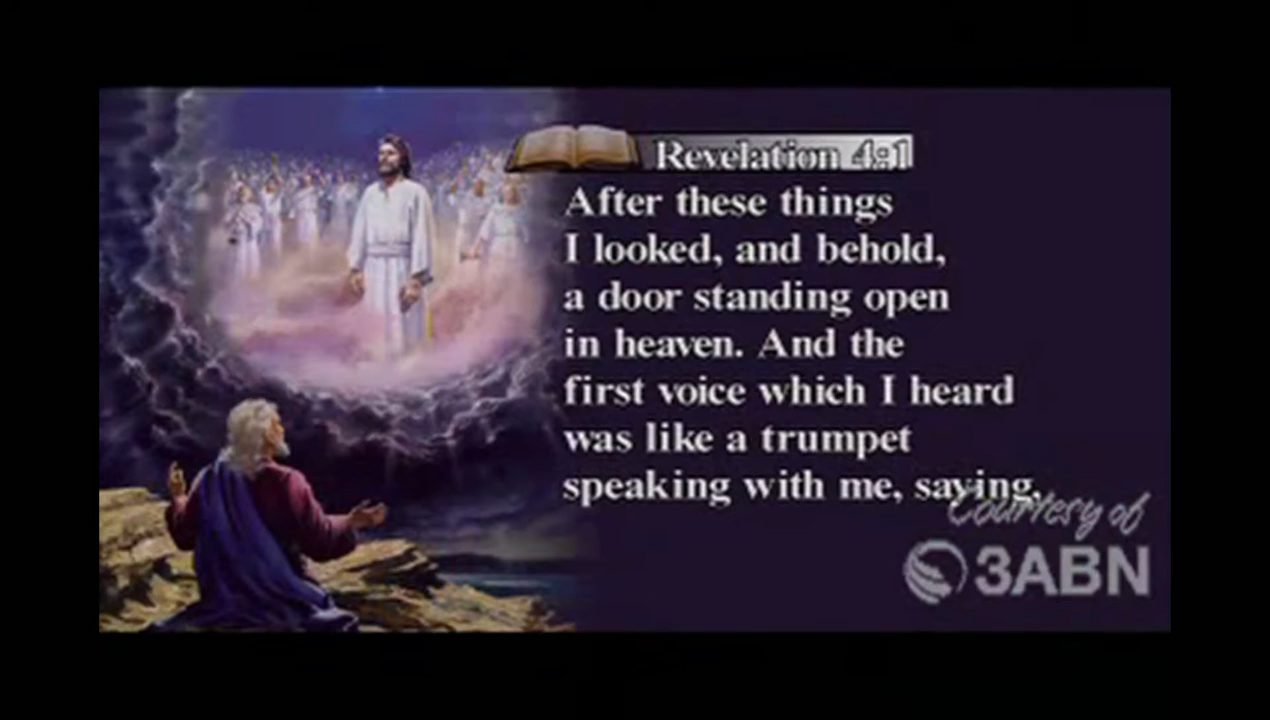 Revelation 4:1
After these things
I looked, and behold,
a door standing open
in heaven. And the
first voice which I heard
was like a trumpet
speaking with me, saying,
Courtesy of
3ABN